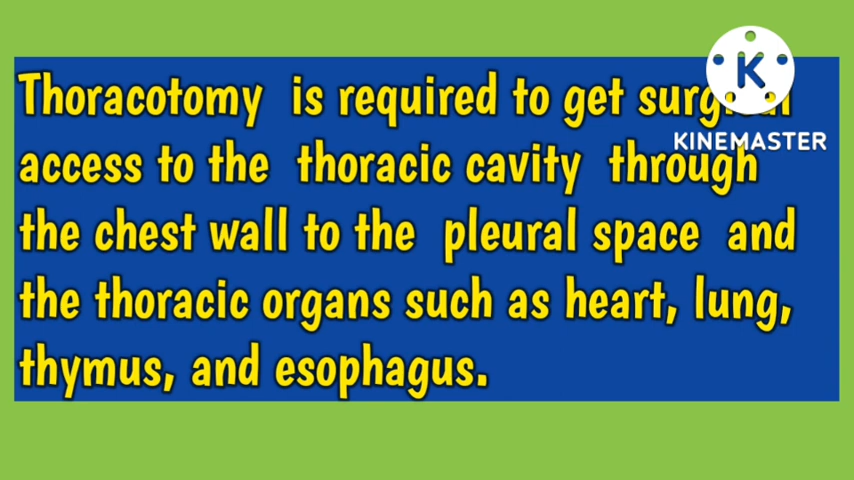 Thoracotomy is required to get surgical
access to the thoracic cavity through
the chest wall to the pleural space and
the thoracic organs such as heart, lung,
thymus, and esophagus.
K
KINEMASTER